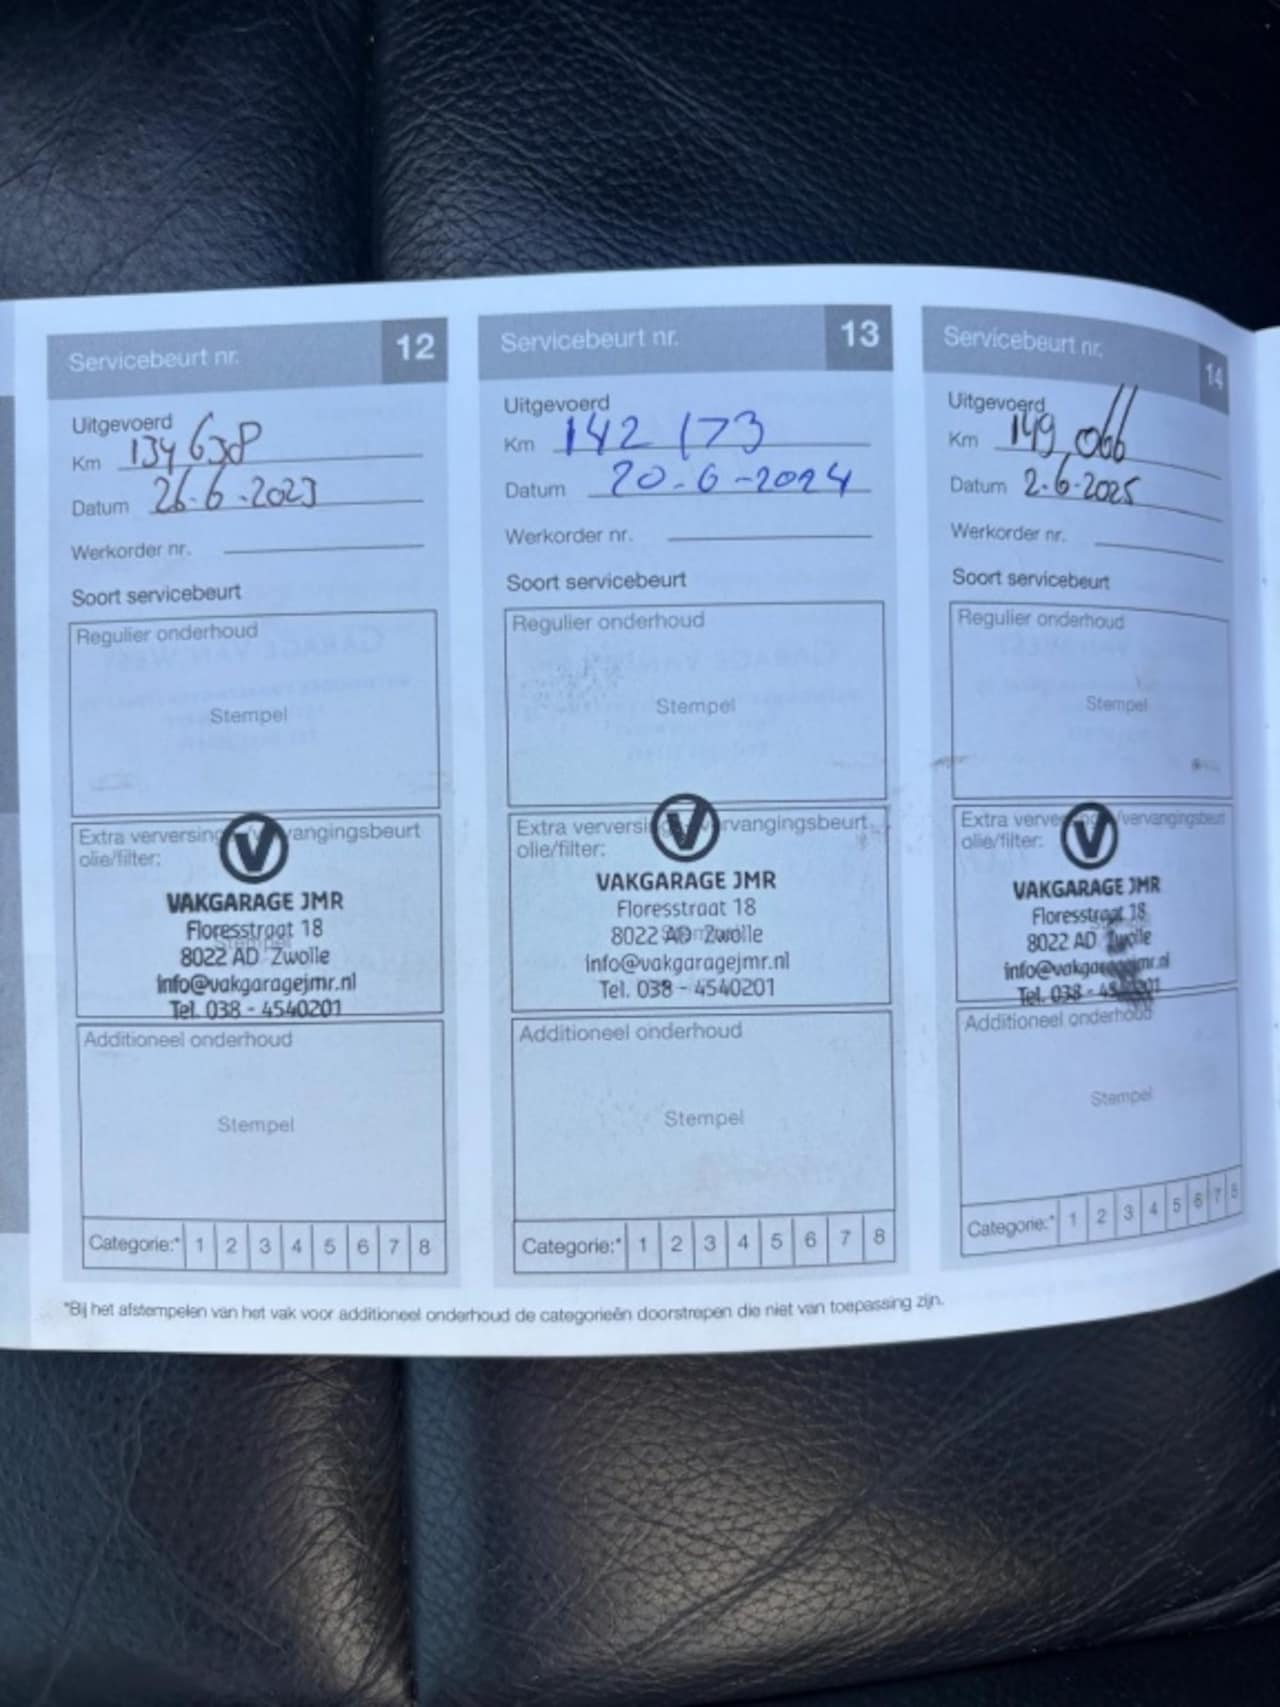 Servicebeurt nr. 12
Uitgevoerd
Km 134 638
Datum 26-6-2023
Werkorder nr.
Soort servicebeurt
Regulier onderhoud
Stempel
Extra verversing vangingsbeurt
olie/filter:
V
VAKGARAGE JMR
Floresstraat 18
8022 AD Zwolle
info@vakgaragejmr.nl
Tel. 038 - 4540201
Additioneel onderhoud
Stempel
Categorie:* 1 2 3 4 5 6 7 8
Servicebeurt nr. 13
Uitgevoerd
Km 142 173
Datum 20-6-2024
Werkorder nr.
Soort servicebeurt
Regulier onderhoud
Stempel
Extra verversi rvangingsbeurt
olie/filter:
V
VAKGARAGE JMR
Floresstraat 18
8022 AD Zwolle
info@vakgaragejmr.nl
Tel. 038 - 4540201
Additioneel onderhoud
Stempel
Categorie:* 1 2 3 4 5 6 7 8
Servicebeurt nr. 14
Uitgevoerd
Km 149,066
Datum 2-6-2025
Werkorder nr.
Soort servicebeurt
Regulier onderhoud
Stempel
Extra verve /vervangingsbeurt
olie/filter:
V
VAKGARAGE JMR
Floresstraat 18
8022 AD Zwolle
info@vakgaragejmr.nl
Tel. 038 - 4540201
Additioneel onderhoud
Stempel
Categorie:* 1 2 3 4 5 6 7 8
*Bij het afstempelen van het vak voor additioneel onderhoud de categorieën doorstrepen die niet van toepassing zijn.